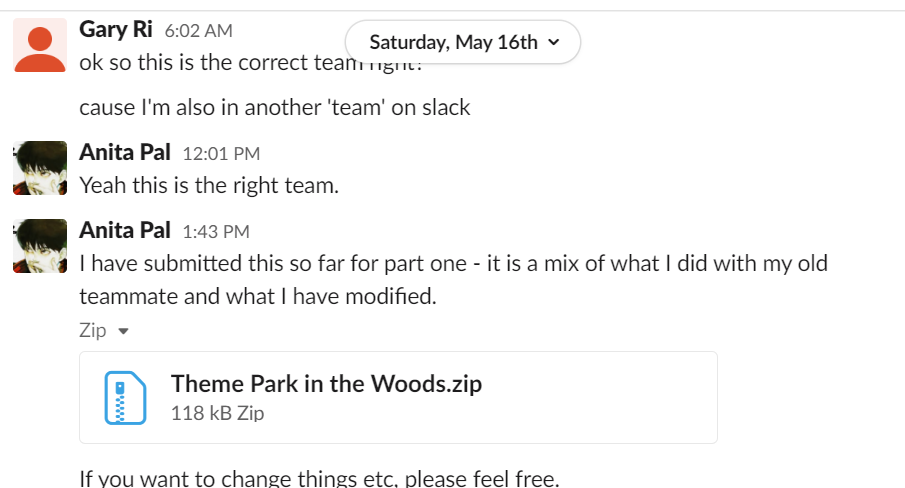 Gary Ri 6:02 AM
Saturday, May 16th
ok so this is the correct team right?
cause I'm also in another 'team' on slack
Anita Pal 12:01 PM
Yeah this is the right team.
Anita Pal 1:43 PM
I have submitted this so far for part one - it is a mix of what I did with my old
teammate and what I have modified.
Zip
Theme Park in the Woods.zip
118 kB Zip
If you want to change things etc, please feel free.